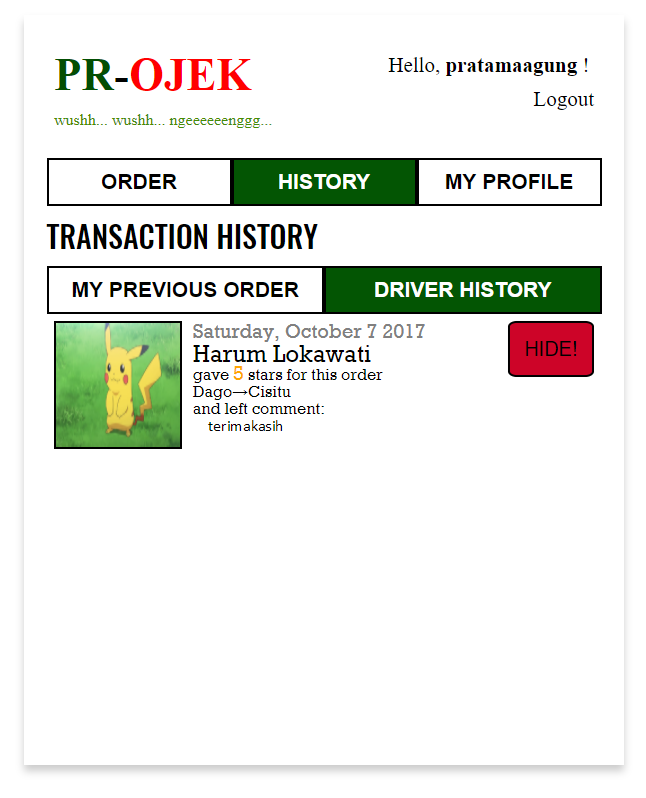 PR-OJEK
Hello, pratamaagung !
Logout
wushh... wushh... ngeeeeeenggg...
ORDER
HISTORY
MY PROFILE
TRANSACTION HISTORY
MY PREVIOUS ORDER
DRIVER HISTORY
Saturday, October 7 2017
Harum Lokawati
gave 5 stars for this order
Dago→Cisitu
and left comment:
terimakasih
HIDE!